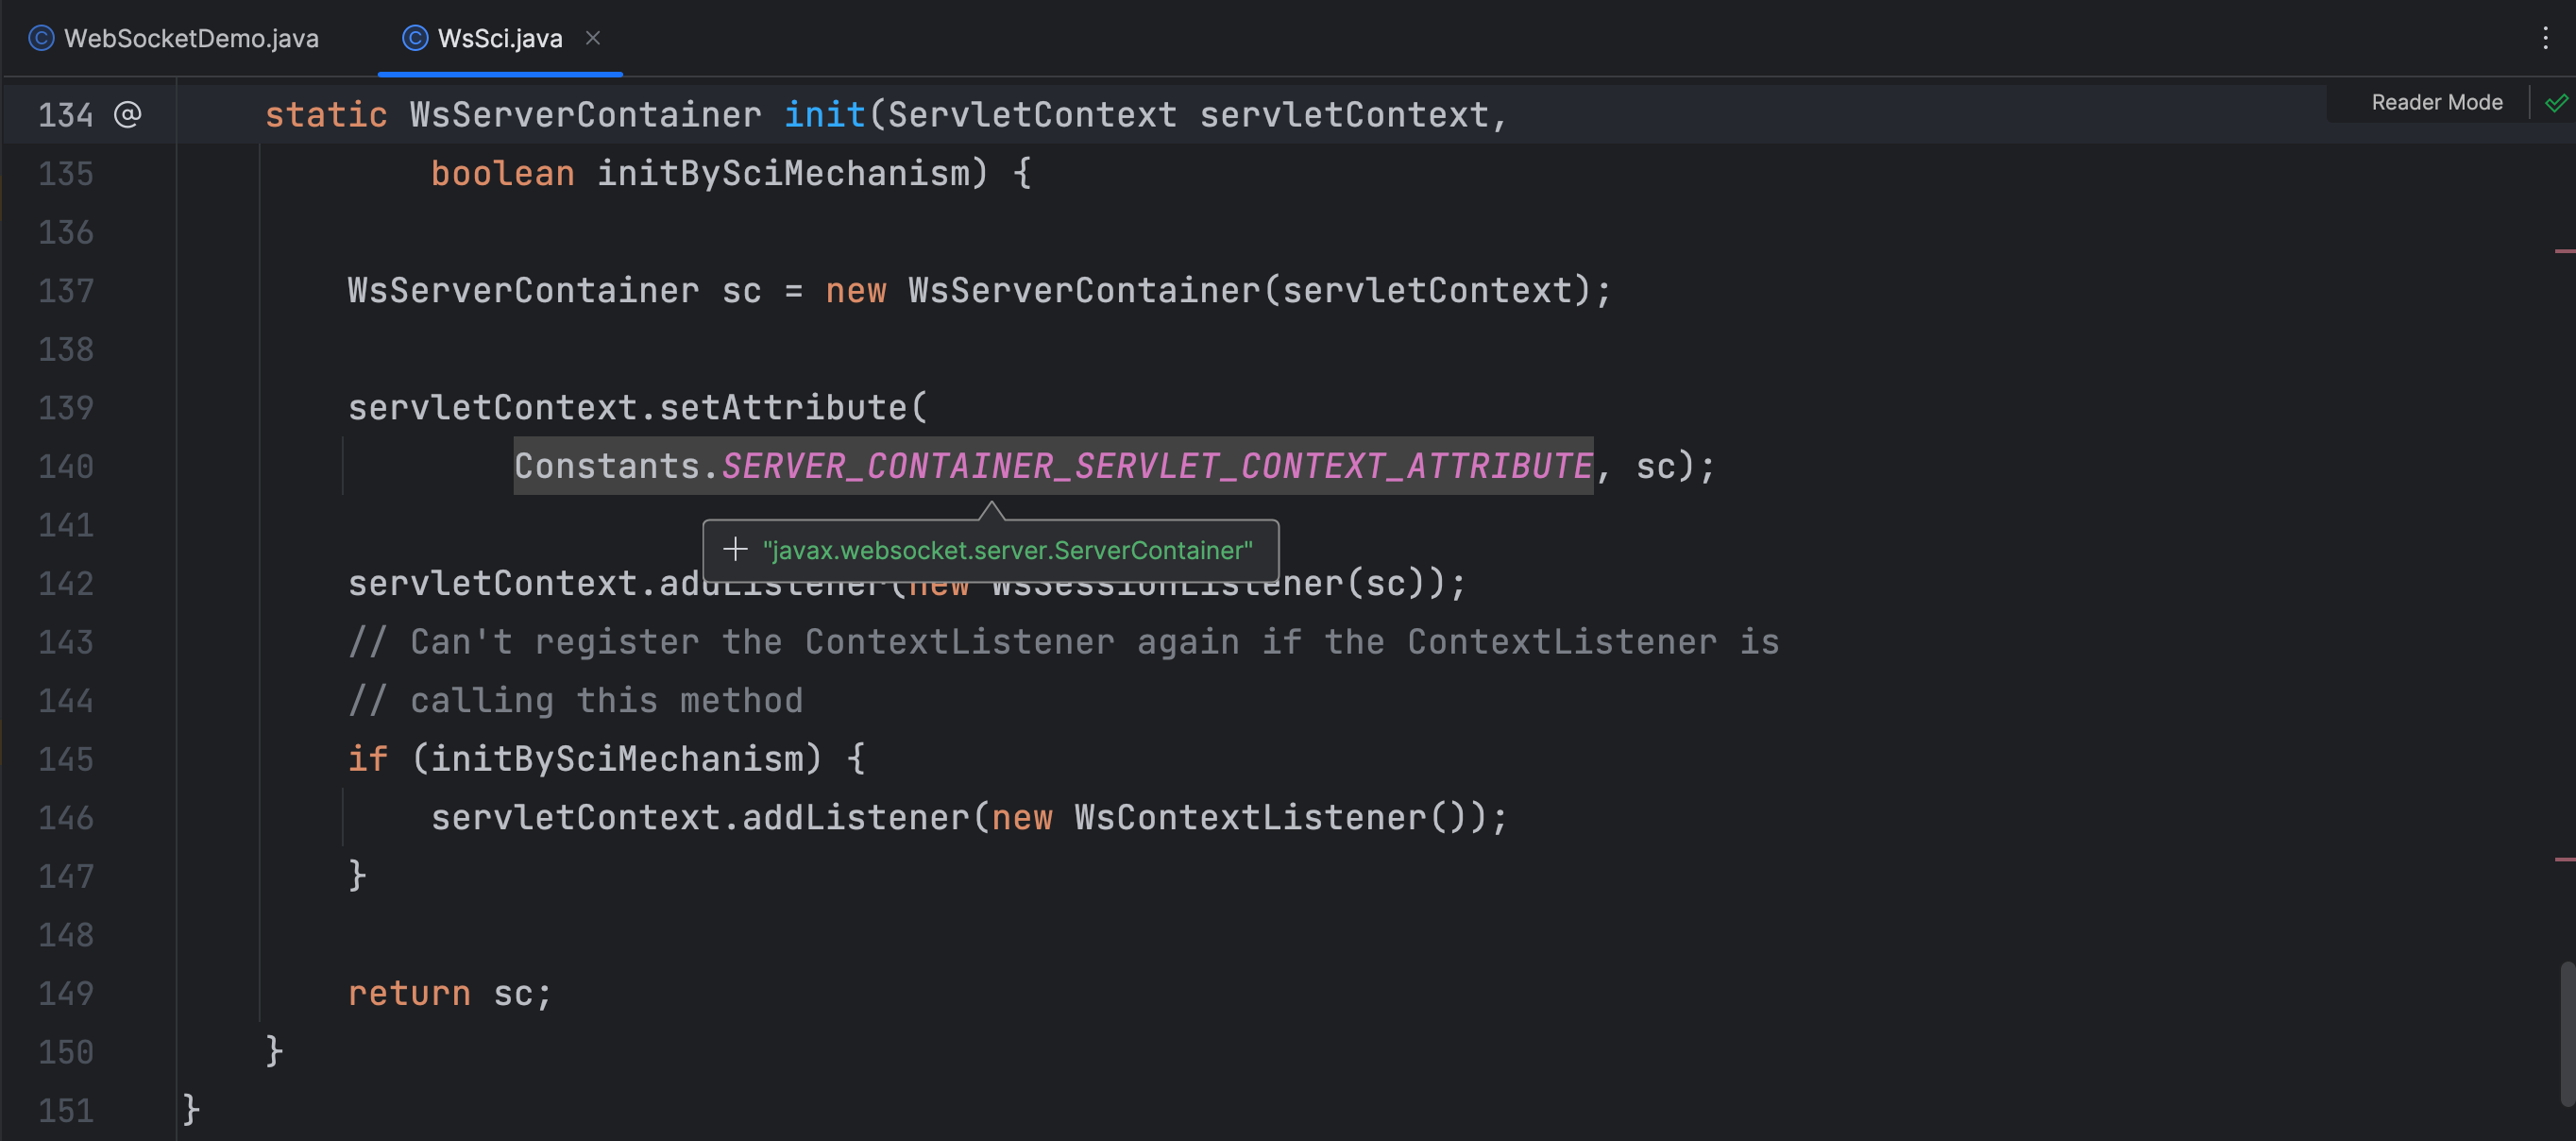 WebSocketDemo.java WsSci.java
Reader Mode
134 @ static WsServerContainer init(ServletContext servletContext,
135 boolean initBySciMechanism) {
136
137 WsServerContainer sc = new WsServerContainer(servletContext);
138
139 servletContext.setAttribute(
140 Constants.SERVER_CONTAINER_SERVLET_CONTEXT_ATTRIBUTE, sc);
141
"javax.websocket.server.ServerContainer"
142 servletContext.addListener(new WsSessionListener(sc));
143 // Can't register the ContextListener again if the ContextListener is
144 // calling this method
145 if (initBySciMechanism) {
146 servletContext.addListener(new WsContextListener());
147 }
148
149 return sc;
150 }
151 }